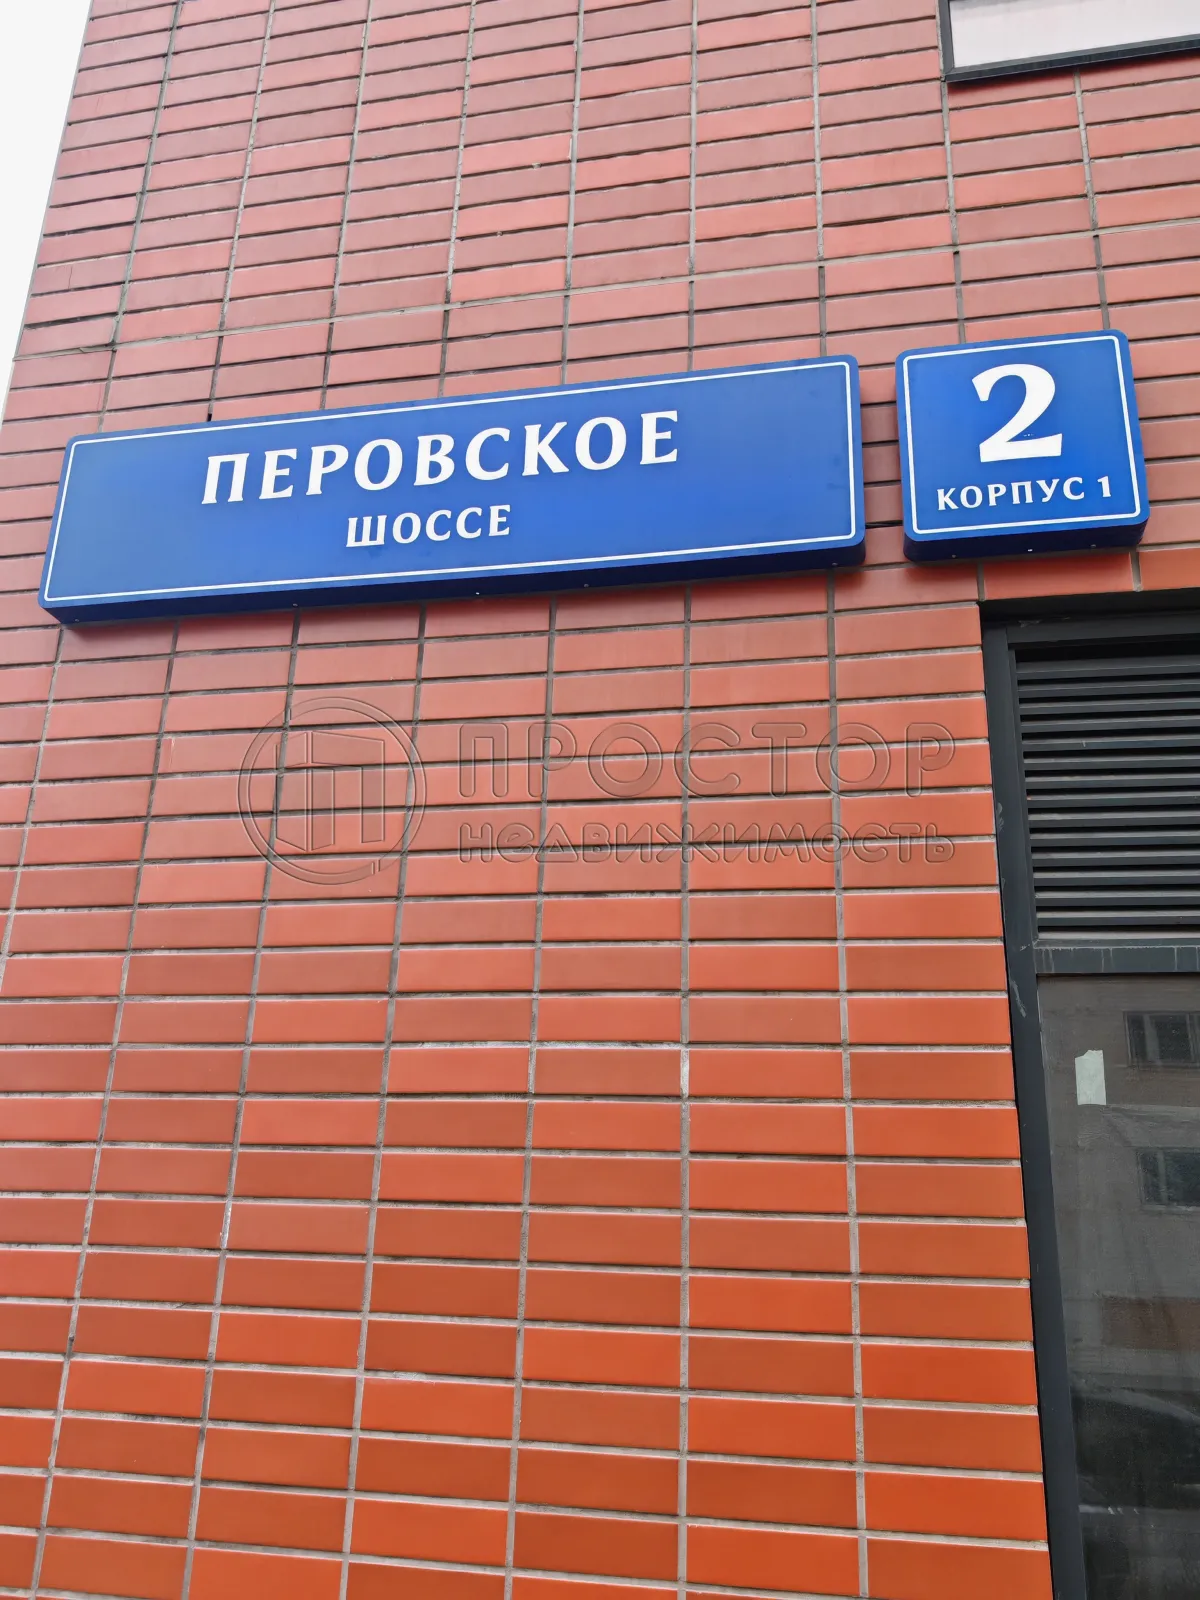 ПЕРОВСКОЕ
ШОССЕ
2
КОРПУС 1
ПРОСТОР
НЕДВИЖИМОСТЬ